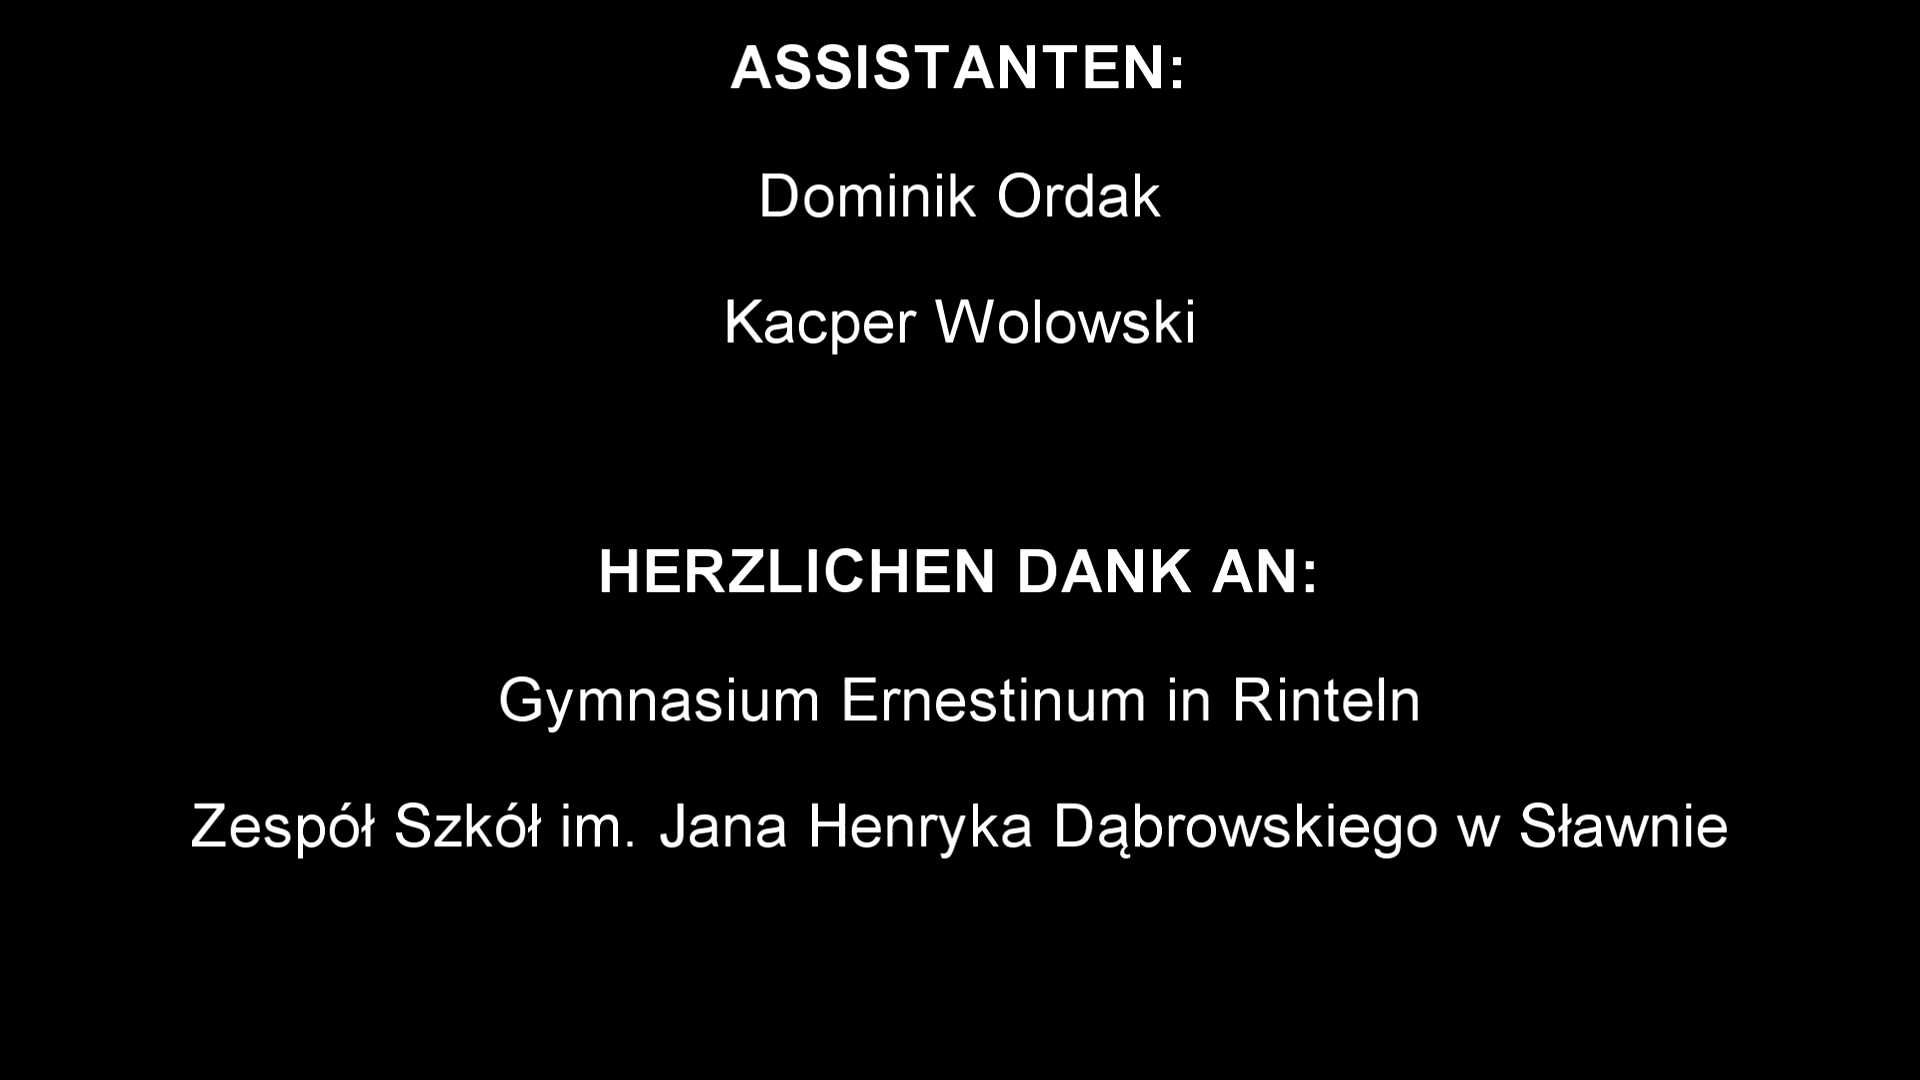 ASSISTANTEN:
Dominik Ordak
Kacper Wolowski
HERZLICHEN DANK AN:
Gymnasium Ernestinum in Rinteln
Zespół Szkół im. Jana Henryka Dąbrowskiego w Sławnie